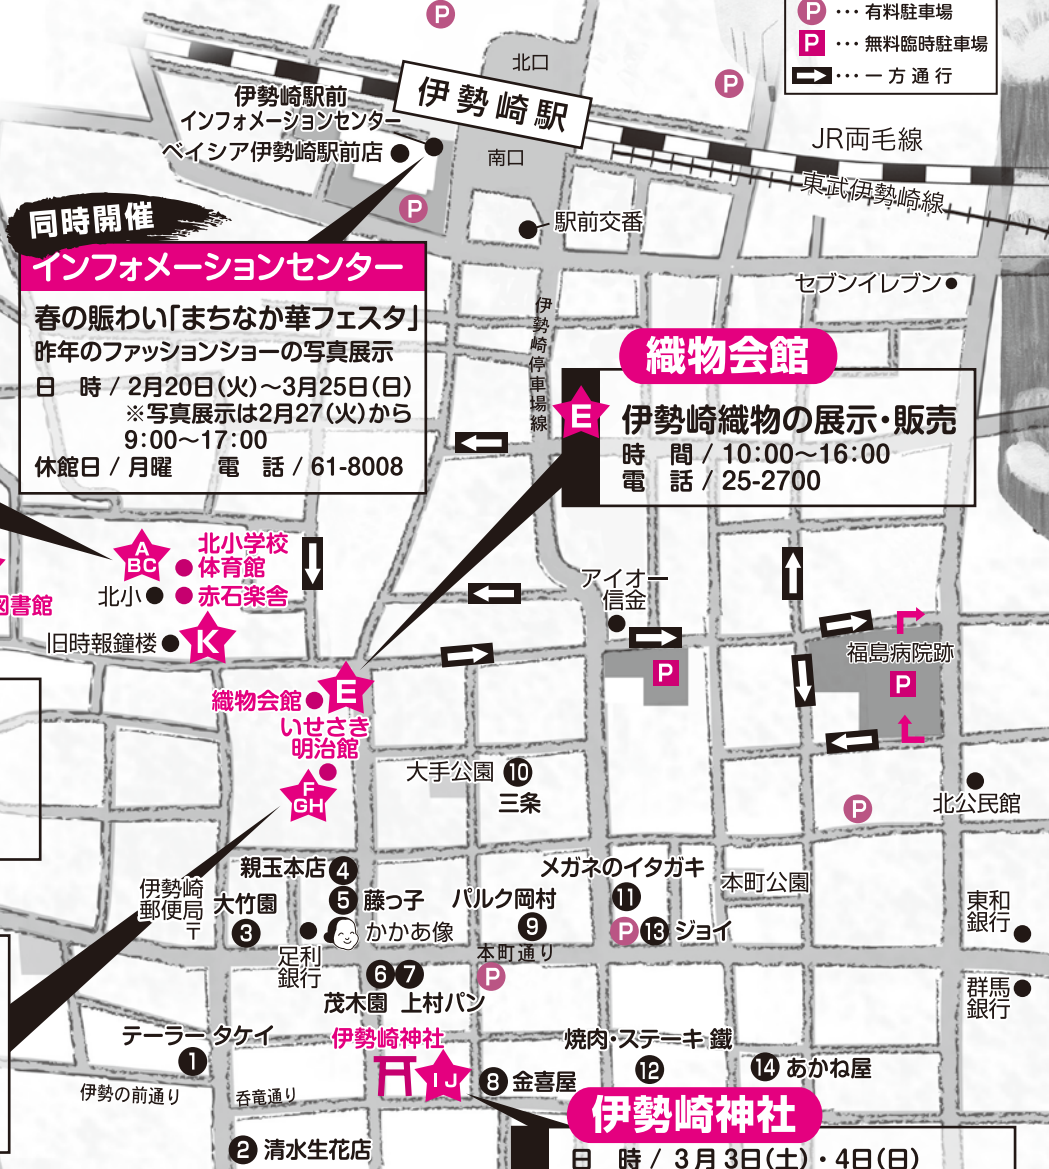 P
P…有料駐車場
P…無料臨時駐車場
…一方通行
P
北口
伊勢崎駅
伊勢崎駅前
インフォメーションセンター
ベイシア伊勢崎駅前店
南口
JR両毛線
東武伊勢崎線
P
駅前交番
同時開催
インフォメーションセンター
春の賑わい「まちなか華フェスタ」
昨年のファッションショーの写真展示
日 時 / 2月20日(火)〜3月25日(日)
※写真展示は2月27(火)から
9:00〜17:00
休館日 / 月曜 電 話 / 61-8008
セブンイレブン
伊勢崎停車場線
織物会館
E
伊勢崎織物の展示・販売
時 間 / 10:00〜16:00
電 話 / 25-2700
A
BC
北小学校
体育館
北小
赤石楽舎
図書館
旧時報鐘楼
K
アイオー
信金
P
福島病院跡
P
織物会館
E
いせさき
明治館
F
GH
大手公園
10
三条
P
北公民館
親玉本店 4
5 藤っ子
メガネのイタガキ
11
本町公園
伊勢崎
郵便局
〒
大竹園
3
足利
銀行
かかあ像
パルク岡村
9
P 13 ジョイ
東和
銀行
本町通り
6 7
茂木園 上村パン
P
群馬
銀行
テーラー タケイ
1
伊勢崎神社
I J
8 金喜屋
焼肉・ステーキ 鐵
12
14 あかね屋
伊勢の前通り
呑竜通り
2 清水生花店
伊勢崎神社
日 時 / 3月3日(土)・4日(日)